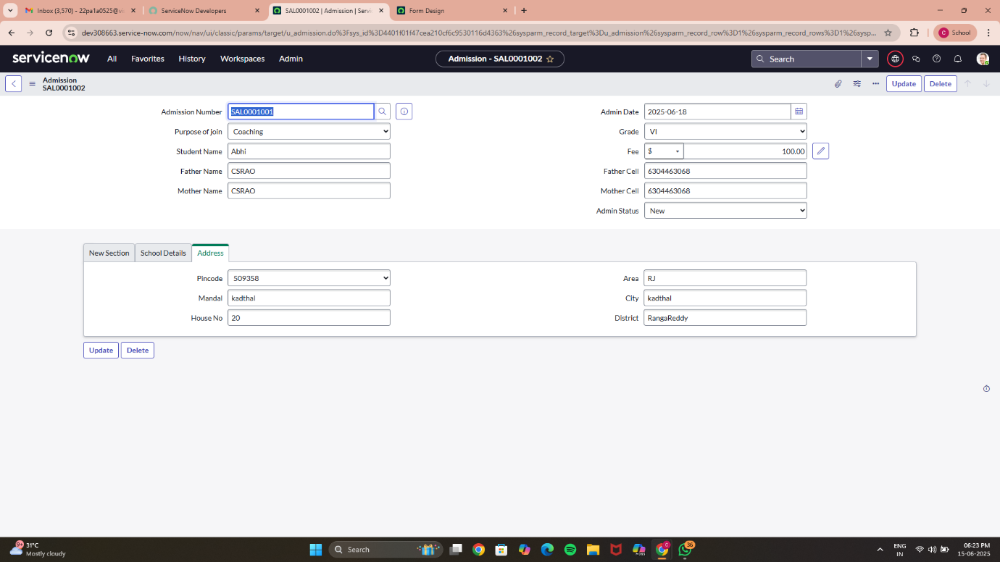 Inbox (3,570) - 22pa1a0525@vi
ServiceNow Developers
SAL0001002 | Admission | Servi
Form Design
dev308663.service-now.com/now/nav/ui/classic/params/target/u_admission.do%3Fsys_id%3D4401f01f47cea210cf6c9530116d4363%26sysparm_record_target%3Du_admission%26sysparm_record_row%3D1%26sysparm_record_rows%3D1%26sysp...
C School
servicenow
All Favorites History Workspaces Admin
Admission - SAL0001002
Search
Admission
SAL0001002
Update Delete
Admission Number SAL0001001
Admin Date 2025-06-18
Purpose of join Coaching
Grade VI
Student Name Abhi
Fee $ 100.00
Father Name CSRAO
Father Cell 6304463068
Mother Name CSRAO
Mother Cell 6304463068
Admin Status New
New Section School Details Address
Pincode 509358
Area RJ
Mandal kadthal
City kadthal
House No 20
District RangaReddy
Update Delete
9+
31°C
Mostly cloudy
Search
M365
C
36
ENG
IN
06:23 PM
15-06-2025